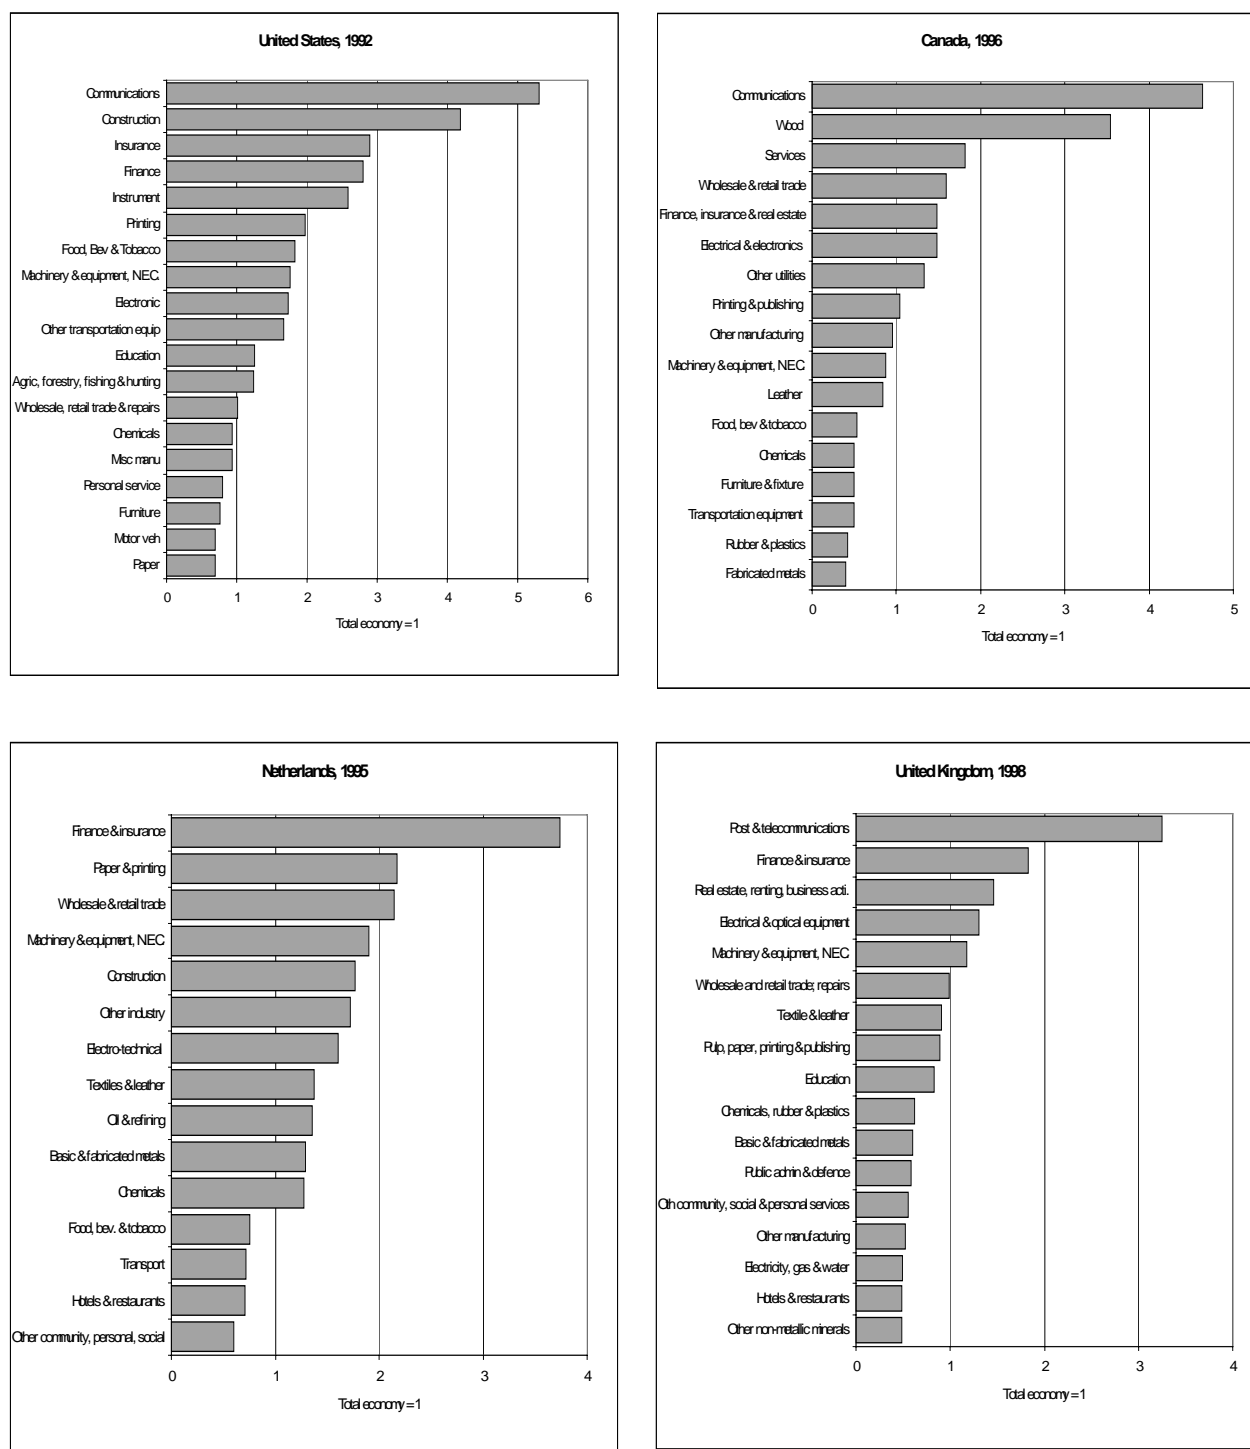 United States, 1992
Communications
Construction
Insurance
Finance
Instrument
Printing
Food, Bev & Tobacco
Machinery & equipment, NEC.
Electronic
Other transportation equip
Education
Agric, forestry, fishing & hunting
Wholesale, retail trade & repairs
Chemicals
Misc manu
Personal service
Furniture
Motor veh
Paper
0 1 2 3 4 5 6
Total economy = 1
Canada, 1996
Communications
Wood
Services
Wholesale & retail trade
Finance, insurance & real estate
Electrical & electronics
Other utilities
Printing & publishing
Other manufacturing
Machinery & equipment, NEC.
Leather
Food, bev & tobacco
Chemicals
Furniture & fixture
Transportation equipment
Rubber & plastics
Fabricated metals
0 1 2 3 4 5
Total economy = 1
Netherlands, 1995
Finance & insurance
Paper & printing
Wholesale & retail trade
Machinery & equipment, NEC.
Construction
Other industry
Electro-technical
Textiles & leather
Oil & refining
Basic & fabricated metals
Chemicals
Food, bev. & tobacco
Transport
Hotels & restaurants
Other community, personal, social
0 1 2 3 4
Total economy = 1
United Kingdom, 1998
Post & telecommunications
Finance & insurance
Real estate, renting, business acti.
Electrical & optical equipment
Machinery & equipment, NEC.
Wholesale and retail trade; repairs
Textile & leather
Pulp, paper, printing & publishing
Education
Chemicals, rubber & plastics
Basic & fabricated metals
Public admin & defence
Oth community, social & personal services
Other manufacturing
Electricity, gas & water
Hotels & restaurants
Other non-metallic minerals
0 1 2 3 4
Total economy = 1